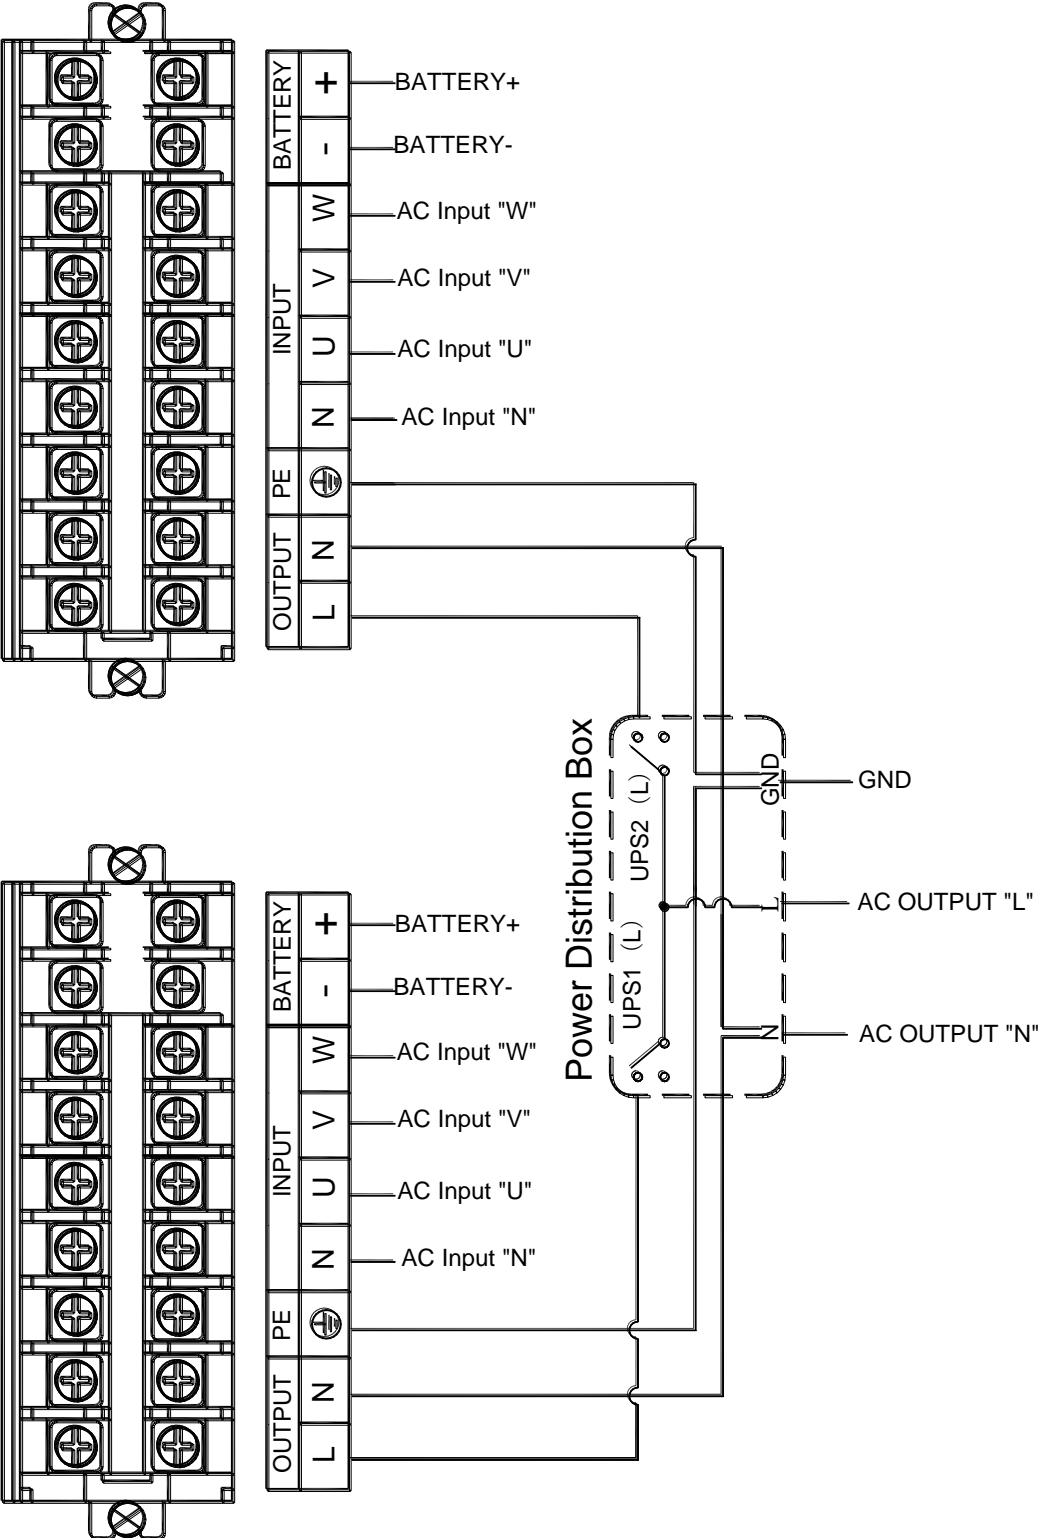 BATTERY
+
-
INPUT
W
V
U
N
PE
OUTPUT
N
L
BATTERY+
BATTERY-
AC Input "W"
AC Input "V"
AC Input "U"
AC Input "N"
Power Distribution Box
UPS2 (L)
UPS1 (L)
GND
L
N
GND
AC OUTPUT "L"
AC OUTPUT "N"
BATTERY
+
-
INPUT
W
V
U
N
PE
OUTPUT
N
L
BATTERY+
BATTERY-
AC Input "W"
AC Input "V"
AC Input "U"
AC Input "N"